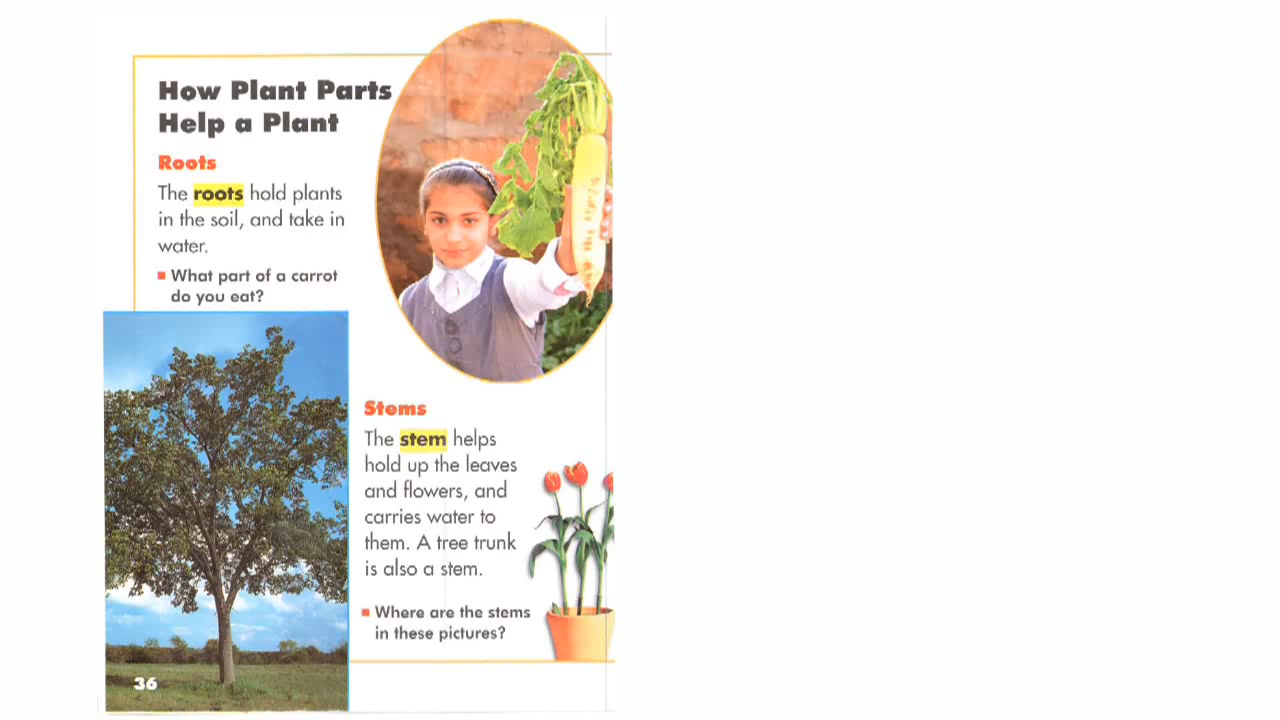 How Plant Parts
Help a Plant
Roots
The roots hold plants
in the soil, and take in
water.
What part of a carrot
do you eat?
Stems
The stem helps
hold up the leaves
and flowers, and
carries water to
them. A tree trunk
is also a stem.
Where are the stems
in these pictures?
36